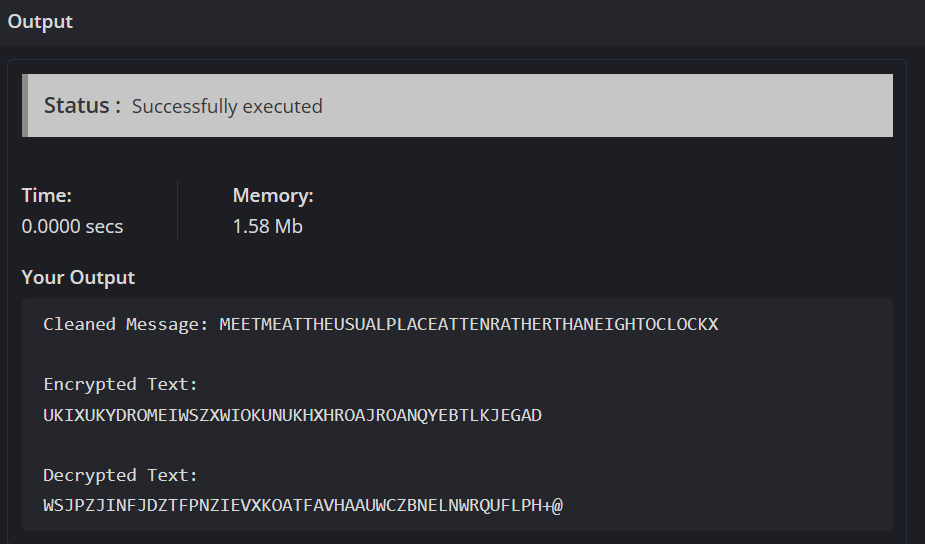 Output
Status : Successfully executed
Time: Memory:
0.0000 secs 1.58 Mb
Your Output
Cleaned Message: MEETMEATTHEUSUALPLACEATTENRATHERTHANEIGHTOCLOCKX
Encrypted Text:
UKIXUKYDROMEIWSZXWIOKUNUKHXHROAJROANQYEBTLKJEGAD
Decrypted Text:
WSJPZJINFJDZTFPNZIEVXKOATFAVHAAUWCZBNELNWRQUFLPH+@